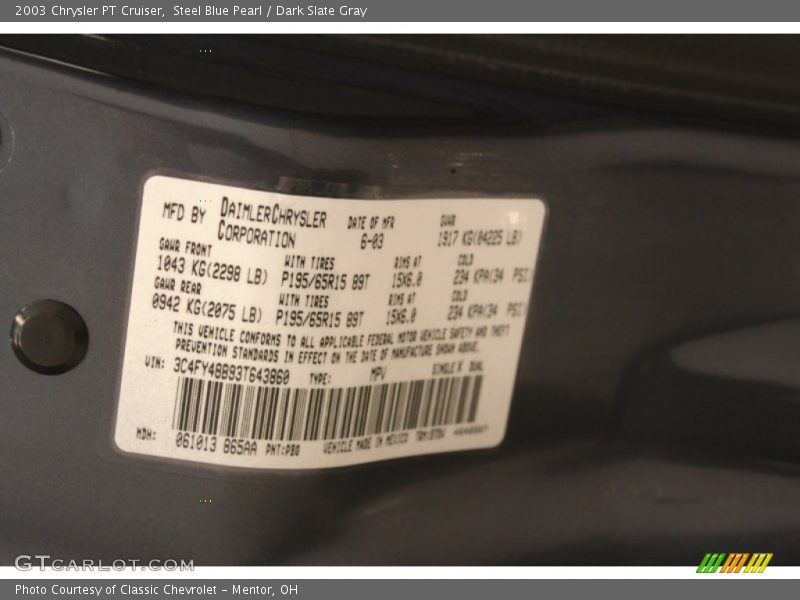 2003 Chrysler PT Cruiser, Steel Blue Pearl / Dark Slate Gray
MFD BY DAIMLERCHRYSLER CORPORATION DATE OF MFR 6-03 GVWR 1917 KG(04225 LB)
GAWR FRONT WITH TIRES RIMS AT COLD
1043 KG(2298 LB) P195/65R15 89T 15X6.0 234 KPA(34 PSI)
GAWR REAR WITH TIRES RIMS AT COLD
0942 KG(2075 LB) P195/65R15 89T 15X6.0 234 KPA(34 PSI)
THIS VEHICLE CONFORMS TO ALL APPLICABLE FEDERAL MOTOR VEHICLE SAFETY AND THEFT
PREVENTION STANDARDS IN EFFECT ON THE DATE OF MANUFACTURE SHOWN ABOVE.
VIN: 3C4FY48B93T643860 TYPE: MPV SINGLE X DUAL
MDH: 061013 865AA PNT:PBQ VEHICLE MADE IN MEXICO
GTcarlot.com
Photo Courtesy of Classic Chevrolet - Mentor, OH